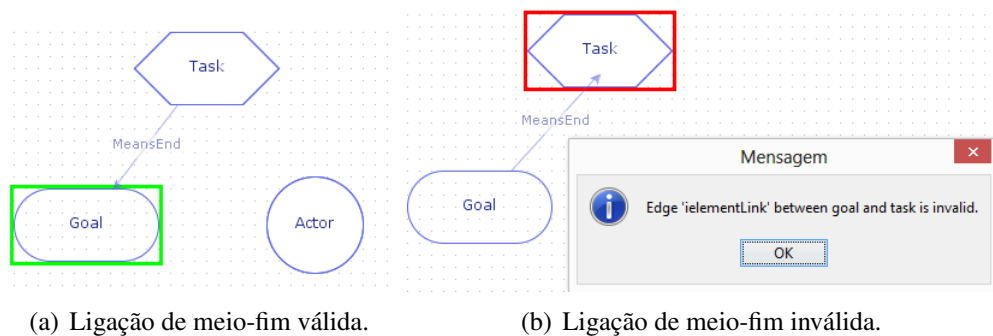 Task
MeansEnd
Goal
Actor
(a) Ligação de meio-fim válida.
Task
MeansEnd
Goal
Mensagem
Edge 'ielementLink' between goal and task is invalid.
OK
(b) Ligação de meio-fim inválida.